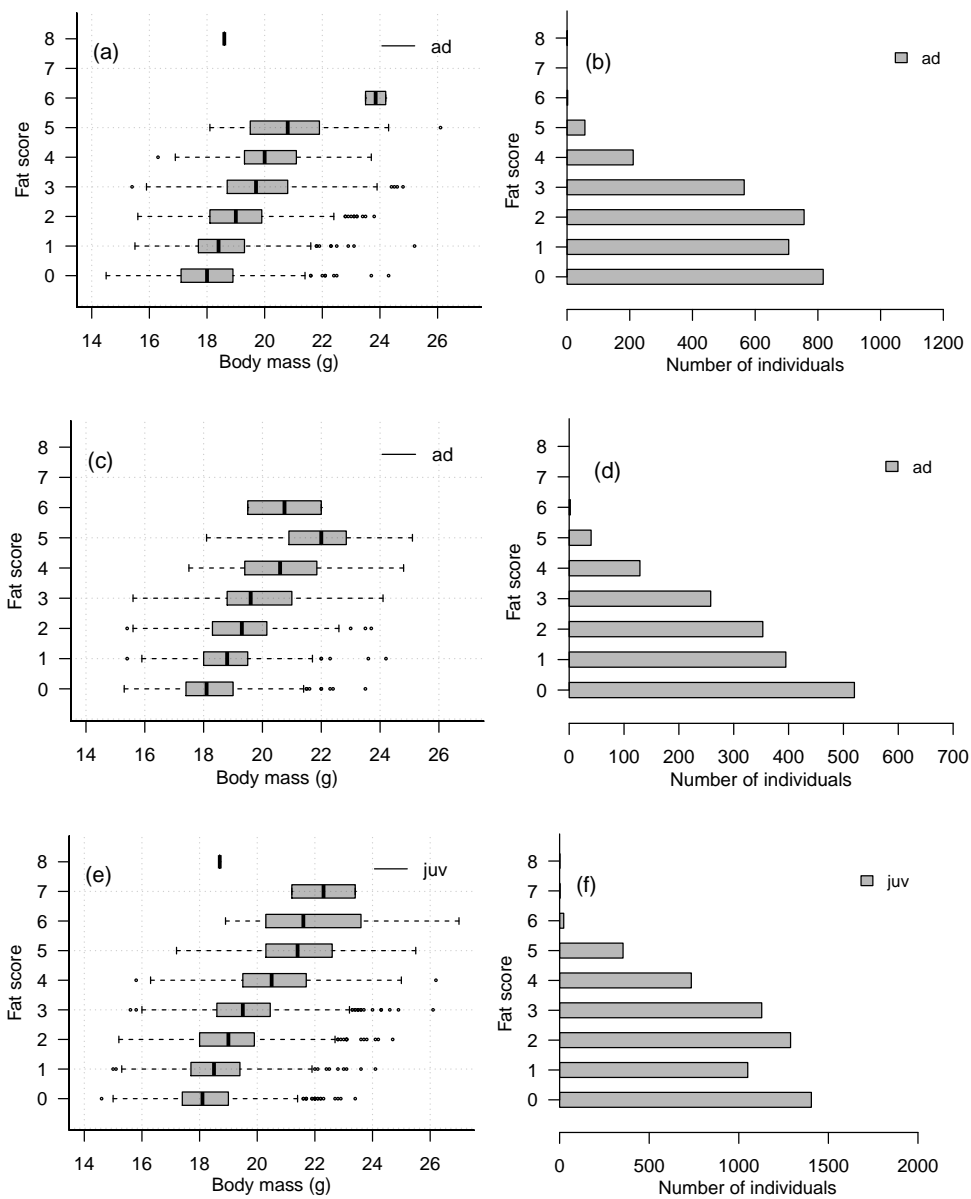 (a)
ad
8
7
6
5
4
3
2
1
0
Fat score
14 16 18 20 22 24 26
Body mass (g)
(b)
ad
8
7
6
5
4
3
2
1
0
Fat score
0 200 400 600 800 1000 1200
Number of individuals
(c)
ad
8
7
6
5
4
3
2
1
0
Fat score
14 16 18 20 22 24 26
Body mass (g)
(d)
ad
8
7
6
5
4
3
2
1
0
Fat score
0 100 200 300 400 500 600 700
Number of individuals
(e)
juv
8
7
6
5
4
3
2
1
0
Fat score
14 16 18 20 22 24 26
Body mass (g)
(f)
juv
8
7
6
5
4
3
2
1
0
Fat score
0 500 1000 1500 2000
Number of individuals